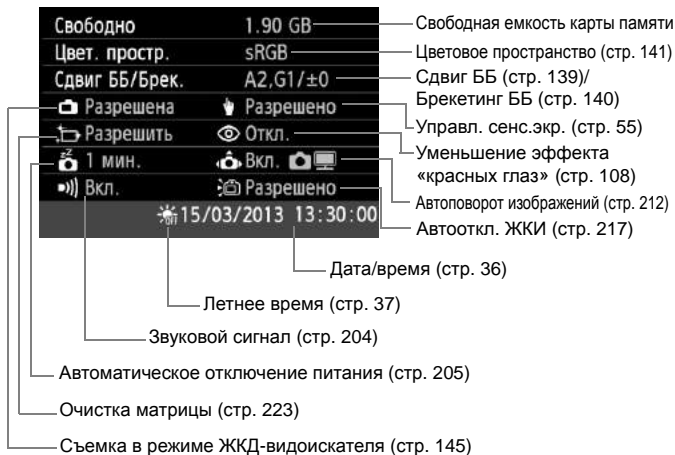 Свободно 1.90 GB
Свободная емкость карты памяти
Цвет. простр. sRGB
Цветовое пространство (стр. 141)
Сдвиг ББ/Брек. A2,G1/±0
Сдвиг ББ (стр. 139)/
Брекетинг ББ (стр. 140)
Разрешена Разрешено
Управл. сенс.экр. (стр. 55)
Разрешить Откл.
Уменьшение эффекта
«красных глаз» (стр. 108)
1 мин. Вкл.
Автоповорот изображений (стр. 212)
Вкл. Разрешено
Автооткл. ЖКИ (стр. 217)
OFF 15/03/2013 13:30:00
Дата/время (стр. 36)
Летнее время (стр. 37)
Звуковой сигнал (стр. 204)
Автоматическое отключение питания (стр. 205)
Очистка матрицы (стр. 223)
Съемка в режиме ЖКД-видоискателя (стр. 145)